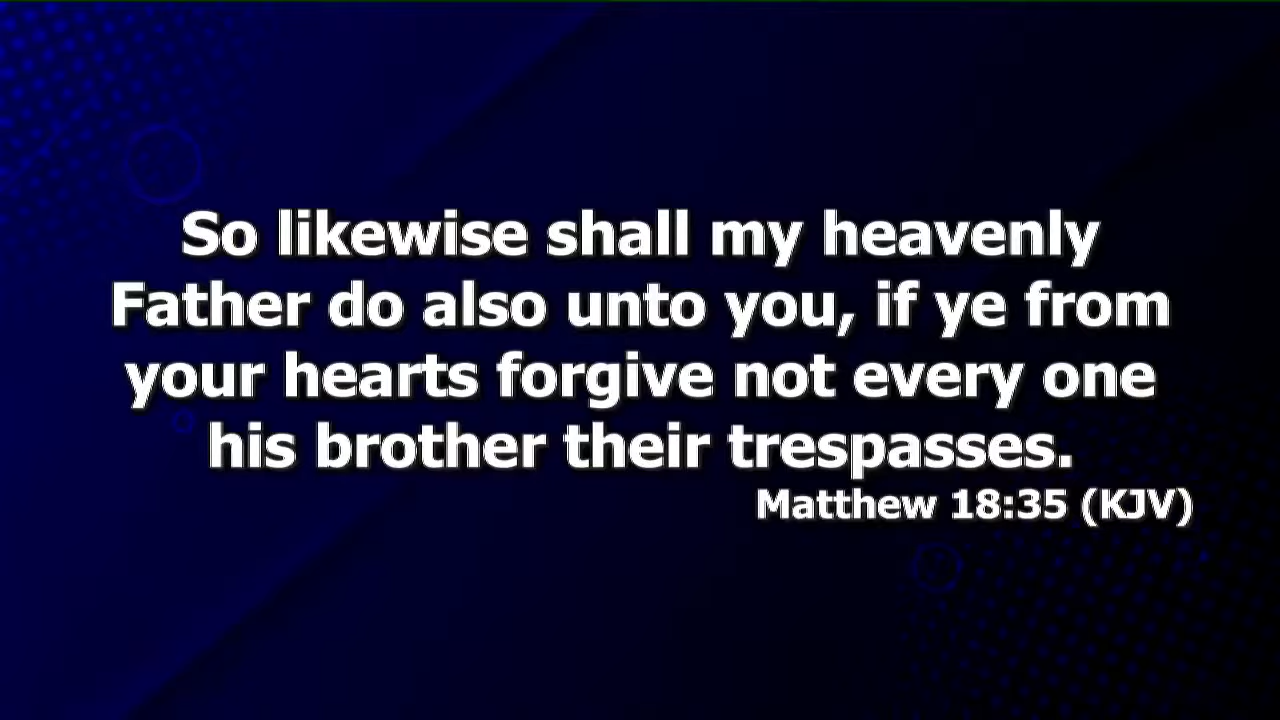 So likewise shall my heavenly
Father do also unto you, if ye from
your hearts forgive not every one
his brother their trespasses.
Matthew 18:35 (KJV)